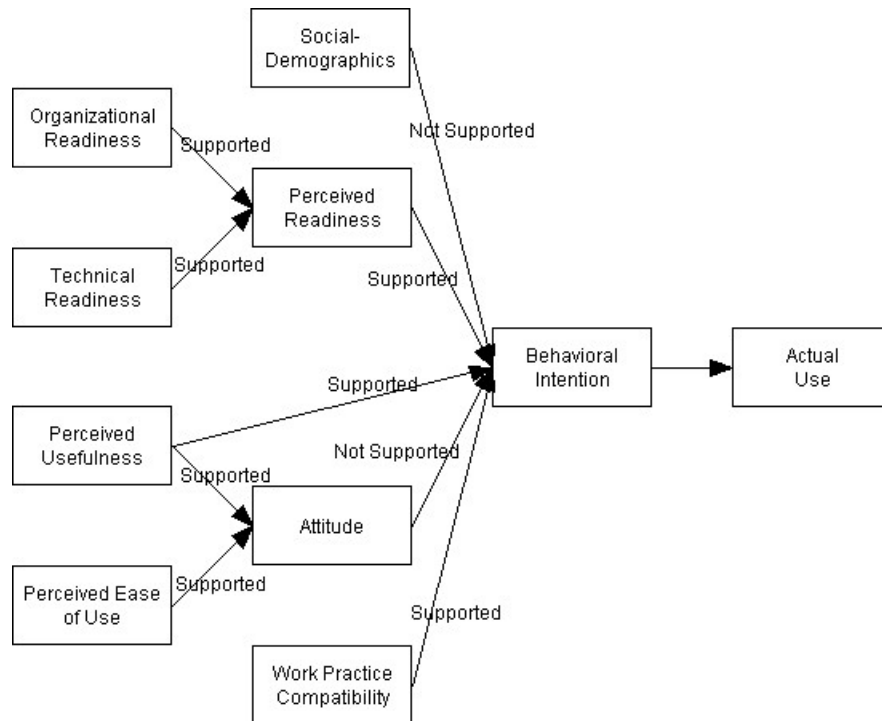 Social-
Demographics
Organizational
Readiness
Supported
Not Supported
Perceived
Readiness
Supported
Technical
Readiness
Supported
Behavioral
Intention
Actual
Use
Supported
Perceived
Usefulness
Not Supported
Supported
Attitude
Perceived Ease
of Use
Supported
Supported
Work Practice
Compatibility